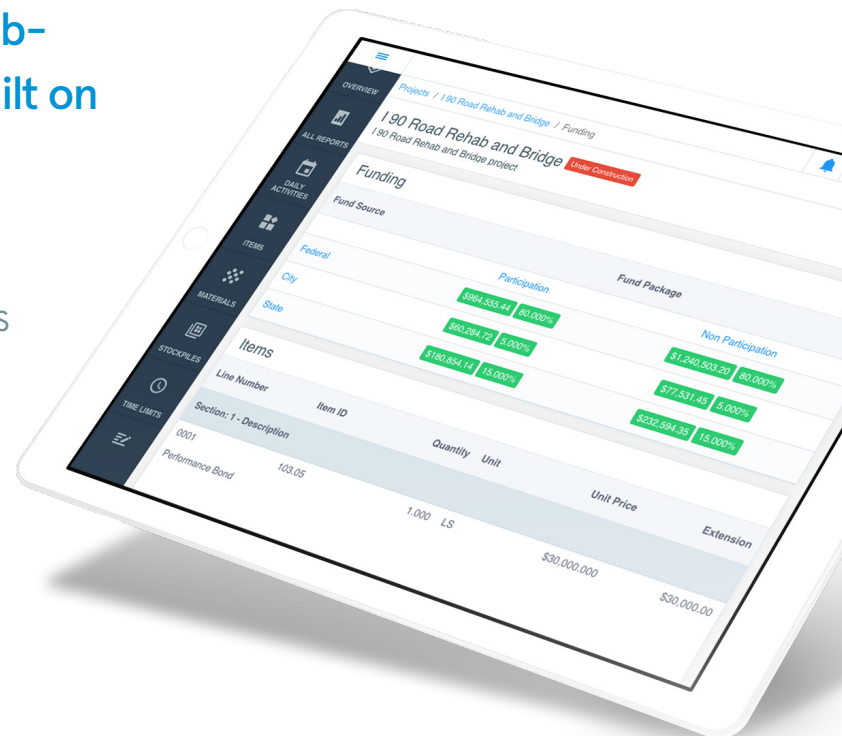 b-
ilt on
s
Projects / I 90 Road Rehab and Bridge / Funding
I 90 Road Rehab and Bridge Under Construction
I 90 Road Rehab and Bridge project
OVERVIEW
ALL REPORTS
DAILY
ACTIVITIES
ITEMS
MATERIALS
STOCKPILES
TIME LIMITS
Funding
Fund Source Fund Package
Participation Non Participation
Federal $964,555.44 80.000% $1,240,503.20 80.000%
City $60,284.72 5.000% $77,531.45 5.000%
State $180,854.14 15.000% $232,594.35 15.000%
Items
Line Number Item ID Quantity Unit Unit Price Extension
Section: 1 - Description
0001 103.05 1.000 LS $30,000.000 $30,000.00
Performance Bond